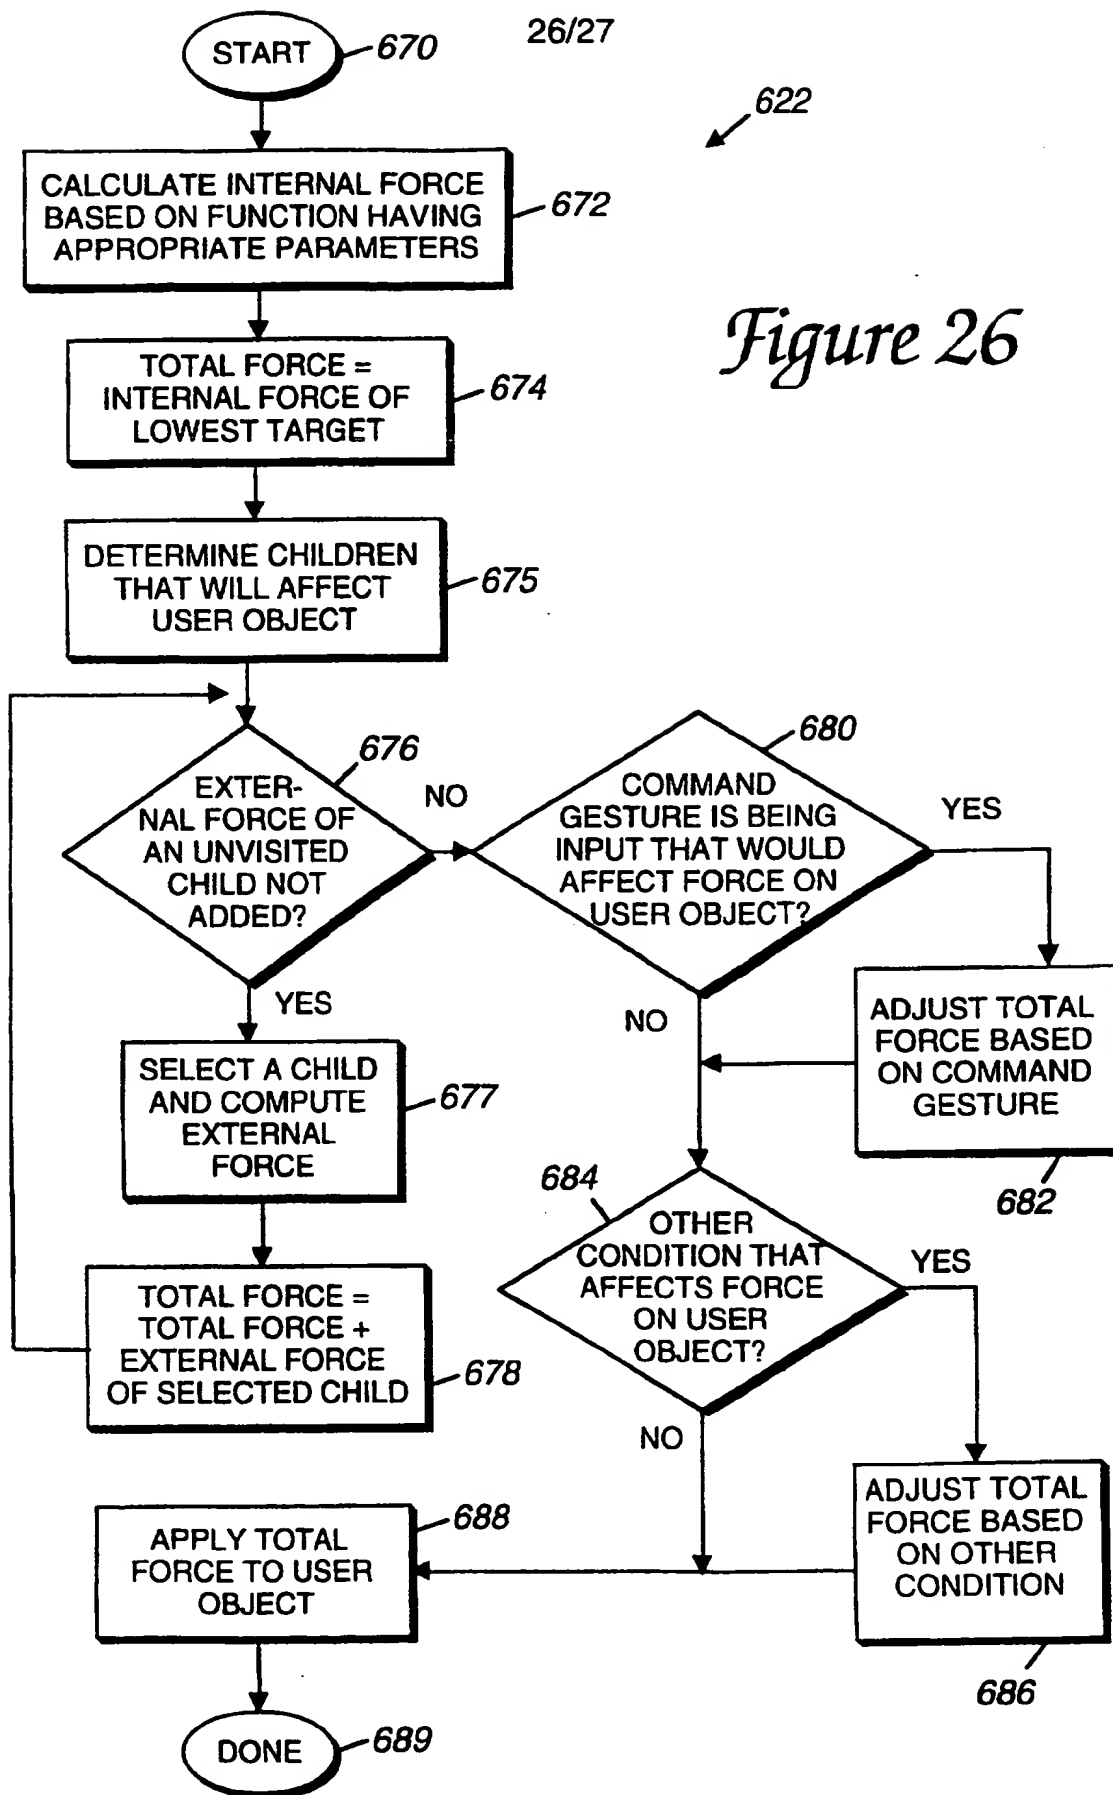 26/27
START
670
622
CALCULATE INTERNAL FORCE
BASED ON FUNCTION HAVING
APPROPRIATE PARAMETERS
672
Figure 26
TOTAL FORCE =
INTERNAL FORCE OF
LOWEST TARGET
674
DETERMINE CHILDREN
THAT WILL AFFECT
USER OBJECT
675
EXTER-
NAL FORCE OF
AN UNVISITED
CHILD NOT
ADDED?
676
NO
YES
COMMAND
GESTURE IS BEING
INPUT THAT WOULD
AFFECT FORCE ON
USER OBJECT?
680
YES
NO
SELECT A CHILD
AND COMPUTE
EXTERNAL
FORCE
677
ADJUST TOTAL
FORCE BASED
ON COMMAND
GESTURE
682
TOTAL FORCE =
TOTAL FORCE +
EXTERNAL FORCE
OF SELECTED CHILD
678
684
OTHER
CONDITION THAT
AFFECTS FORCE
ON USER
OBJECT?
YES
NO
ADJUST TOTAL
FORCE BASED
ON OTHER
CONDITION
686
APPLY TOTAL
FORCE TO USER
OBJECT
688
DONE
689